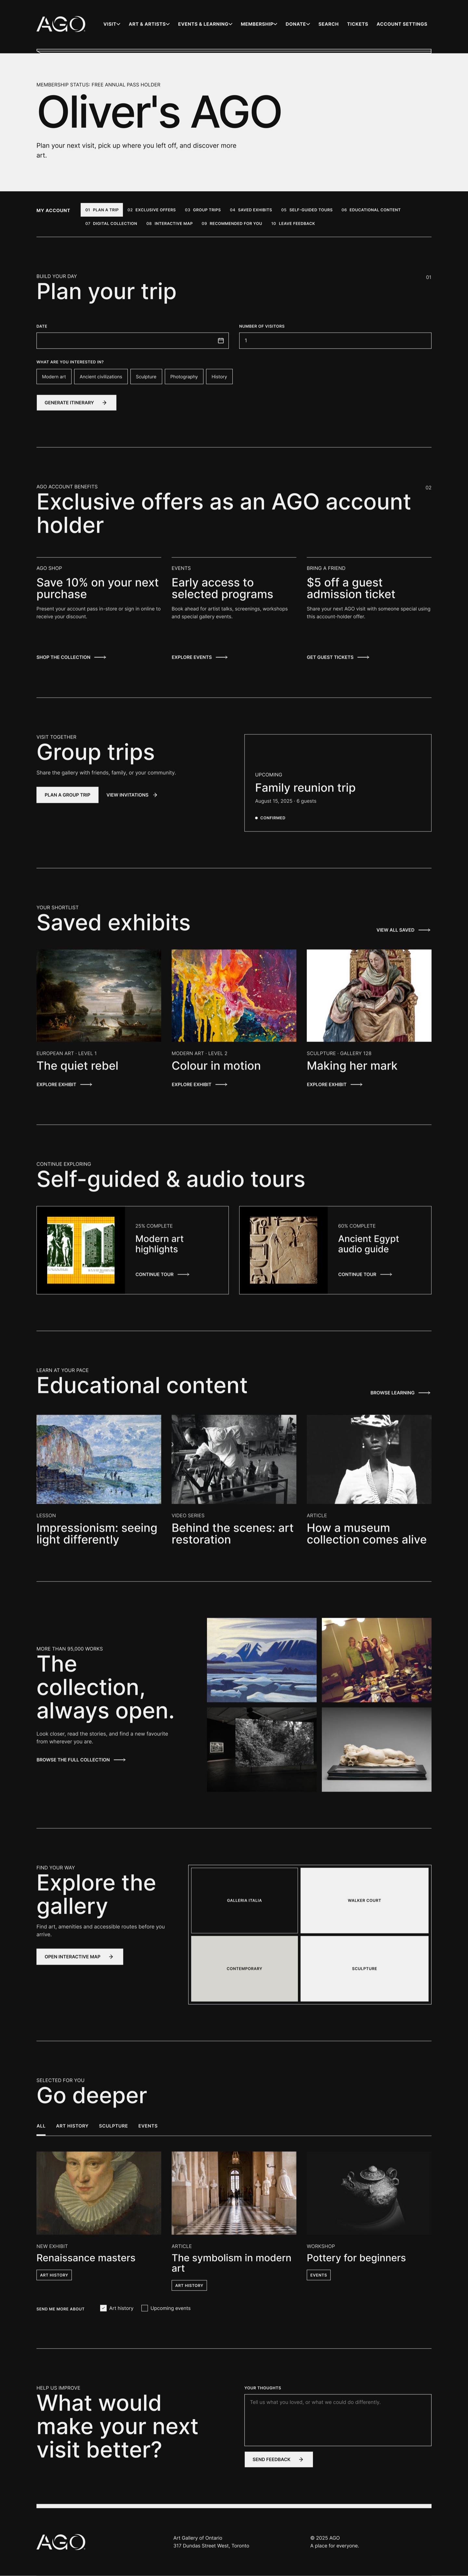 AGO
VISIT
ART & ARTISTS
EVENTS & LEARNING
MEMBERSHIP
DONATE
SEARCH
TICKETS
ACCOUNT SETTINGS
MEMBERSHIP STATUS: FREE ANNUAL PASS HOLDER
Oliver's AGO
Plan your next visit, pick up where you left off, and discover more
art.
MY ACCOUNT
01 PLAN A TRIP
02 EXCLUSIVE OFFERS
03 GROUP TRIPS
04 SAVED EXHIBITS
05 SELF-GUIDED TOURS
06 EDUCATIONAL CONTENT
07 DIGITAL COLLECTION
08 INTERACTIVE MAP
09 RECOMMENDED FOR YOU
10 LEAVE FEEDBACK
BUILD YOUR DAY
01
Plan your trip
DATE
NUMBER OF VISITORS
1
WHAT ARE YOU INTERESTED IN?
Modern art
Ancient civilizations
Sculpture
Photography
History
GENERATE ITINERARY
AGO ACCOUNT BENEFITS
02
Exclusive offers as an AGO account
holder
AGO SHOP
Save 10% on your next
purchase
Present your account pass in-store or sign in online to
receive your discount.
SHOP THE COLLECTION
EVENTS
Early access to
selected programs
Book ahead for artist talks, screenings, workshops
and special gallery events.
EXPLORE EVENTS
BRING A FRIEND
$5 off a guest
admission ticket
Share your next AGO visit with someone special using
this account-holder offer.
GET GUEST TICKETS
VISIT TOGETHER
Group trips
Share the gallery with friends, family, or your community.
PLAN A GROUP TRIP
VIEW INVITATIONS
UPCOMING
Family reunion trip
August 15, 2025 · 6 guests
CONFIRMED
YOUR SHORTLIST
Saved exhibits
VIEW ALL SAVED
EUROPEAN ART · LEVEL 1
The quiet rebel
EXPLORE EXHIBIT
MODERN ART · LEVEL 2
Colour in motion
EXPLORE EXHIBIT
SCULPTURE · GALLERY 128
Making her mark
EXPLORE EXHIBIT
CONTINUE EXPLORING
Self-guided & audio tours
25% COMPLETE
Modern art
highlights
CONTINUE TOUR
60% COMPLETE
Ancient Egypt
audio guide
CONTINUE TOUR
LEARN AT YOUR PACE
Educational content
BROWSE LEARNING
LESSON
Impressionism: seeing
light differently
VIDEO SERIES
Behind the scenes: art
restoration
ARTICLE
How a museum
collection comes alive
MORE THAN 95,000 WORKS
The
collection,
always open.
Look closer, read the stories, and find a new favourite
from wherever you are.
BROWSE THE FULL COLLECTION
FIND YOUR WAY
Explore the
gallery
Find art, amenities and accessible routes before you
arrive.
OPEN INTERACTIVE MAP
GALLERIA ITALIA
WALKER COURT
CONTEMPORARY
SCULPTURE
SELECTED FOR YOU
Go deeper
ALL
ART HISTORY
SCULPTURE
EVENTS
NEW EXHIBIT
Renaissance masters
ART HISTORY
ARTICLE
The symbolism in modern
art
ART HISTORY
WORKSHOP
Pottery for beginners
EVENTS
SEND ME MORE ABOUT
Art history
Upcoming events
HELP US IMPROVE
What would
make your next
visit better?
YOUR THOUGHTS
Tell us what you loved, or what we could do differently.
SEND FEEDBACK
AGO
Art Gallery of Ontario
317 Dundas Street West, Toronto
© 2025 AGO
A place for everyone.